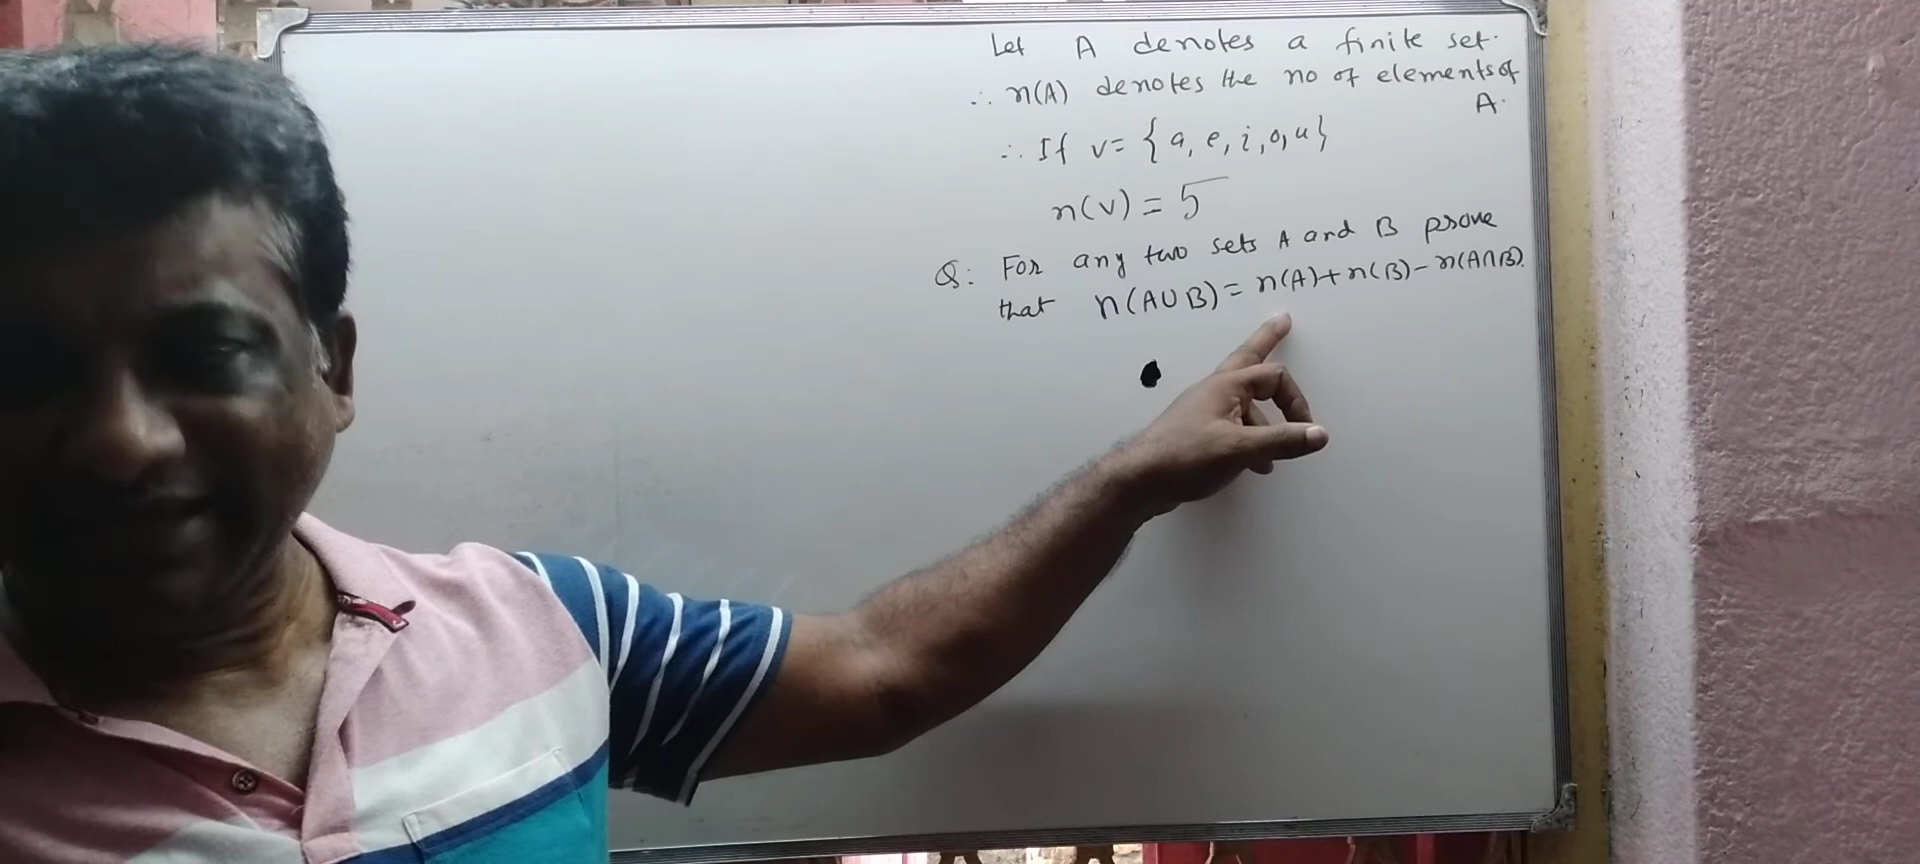 Let A denotes a finite set.
∴ n(A) denotes the no of elements of
A.
∴ If v= {a, e, i, o, u}
n(v) = 5
Q: For any two sets A and B prove
that n(A∪B) = n(A)+n(B)-n(A∩B).